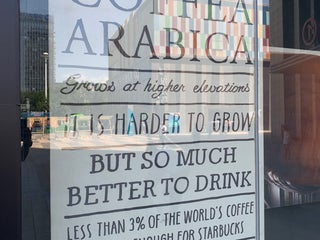 COFFEA
ARABICA
Grows at higher elevations
IT IS HARDER TO GROW
BUT SO MUCH
BETTER TO DRINK
LESS THAN 3% OF THE WORLD'S COFFEE
ENOUGH FOR STARBUCKS